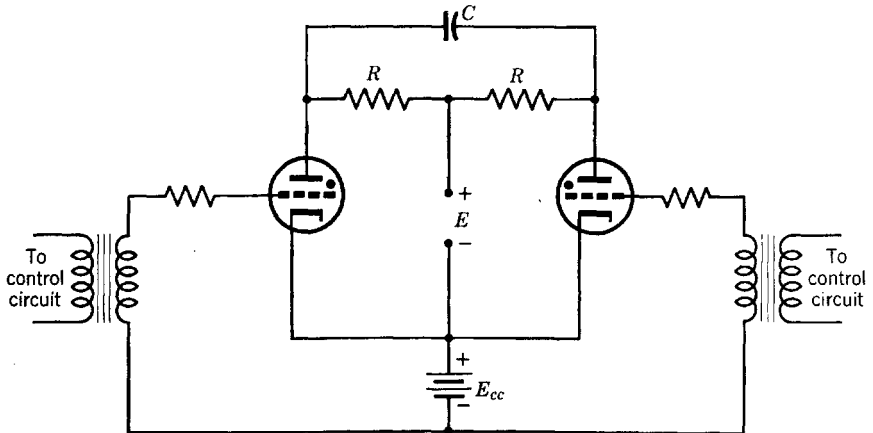 C
R
R
+
E
−
To
control
circuit
To
control
circuit
+
E_cc
−